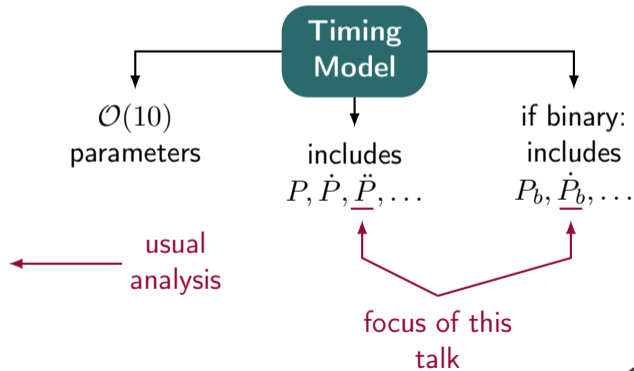 Timing
Model
𝒪(10)
parameters
includes
P, Ṗ, P̈, …
if binary:
includes
P_b, Ṗ_b, …
usual
analysis
focus of this
talk